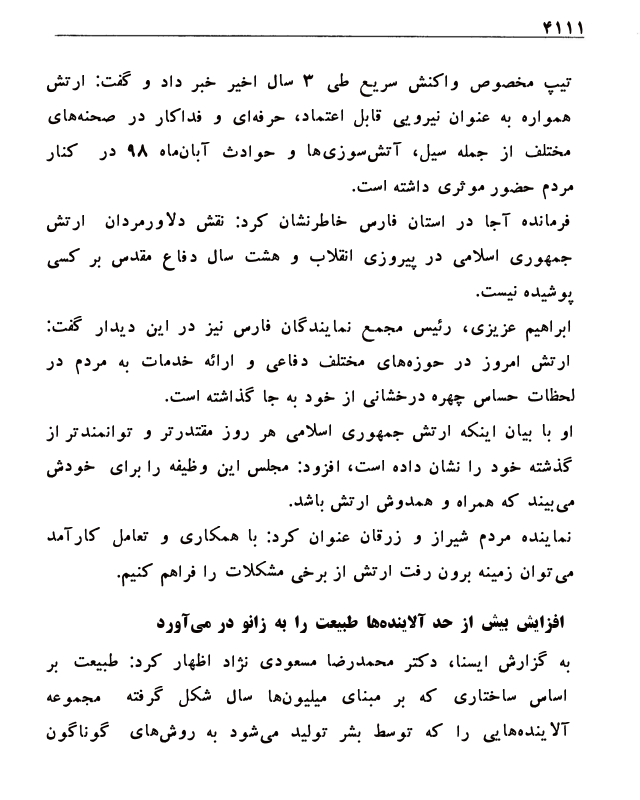 ۴۱۱۱
تیپ مخصوص واکنش سریع طی ۳ سال اخیر خبر داد و گفت: ارتش
همواره به عنوان نیرویی قابل اعتماد، حرفه‌ای و فداکار در صحنه‌های
مختلف از جمله سیل، آتش‌سوزی‌ها و حوادث آبان‌ماه ۹۸ در کنار
مردم حضور موثری داشته است.
فرمانده آجا در استان فارس خاطرنشان کرد: نقش دلاورمردان ارتش
جمهوری اسلامی در پیروزی انقلاب و هشت سال دفاع مقدس بر کسی
پوشیده نیست.
ابراهیم عزیزی، رئیس مجمع نمایندگان فارس نیز در این دیدار گفت:
ارتش امروز در حوزه‌های مختلف دفاعی و ارائه خدمات به مردم در
لحظات حساس چهره درخشانی از خود به جا گذاشته است.
او با بیان اینکه ارتش جمهوری اسلامی هر روز مقتدرتر و توانمندتر از
گذشته خود را نشان داده است، افزود: مجلس این وظیفه را برای خودش
می‌بیند که همراه و همدوش ارتش باشد.
نماینده مردم شیراز و زرقان عنوان کرد: با همکاری و تعامل کارآمد
می‌توان زمینه برون رفت ارتش از برخی مشکلات را فراهم کنیم.
افزایش بیش از حد آلاینده‌ها طبیعت را به زانو در می‌آورد
به گزارش ایسنا، دکتر محمدرضا مسعودی نژاد اظهار کرد: طبیعت بر
اساس ساختاری که بر مبنای میلیون‌ها سال شکل گرفته مجموعه
آلاینده‌هایی را که توسط بشر تولید می‌شود به روش‌های گوناگون